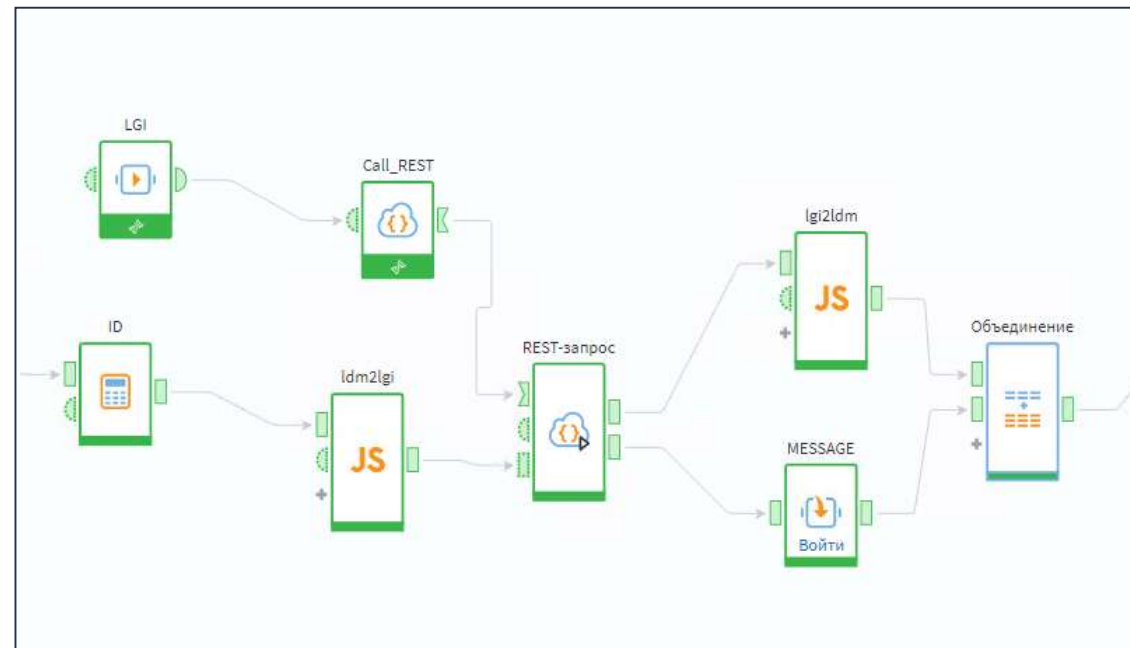 LGI
Call_REST
lgi2ldm
JS
ID
ldm2lgi
JS
REST-запрос
Объединение
MESSAGE
Войти